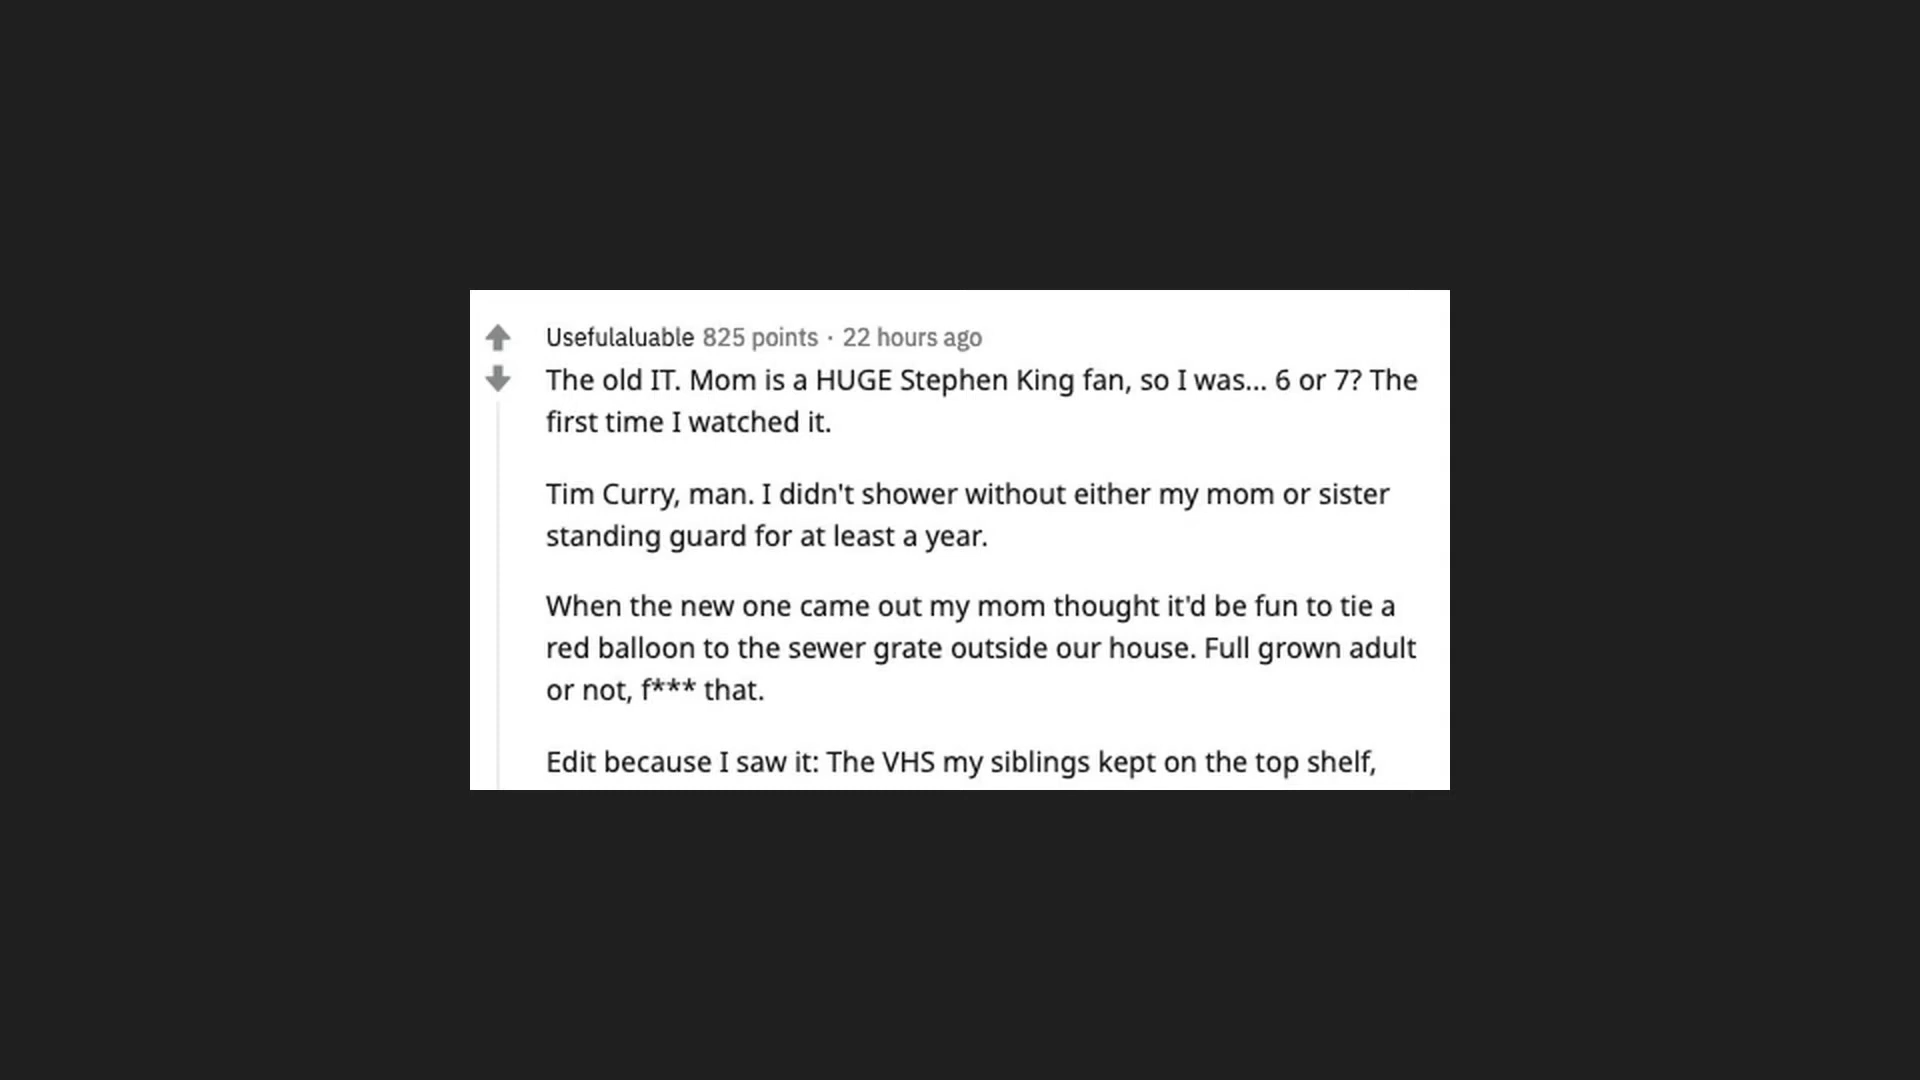 Usefulaluable 825 points · 22 hours ago
The old IT. Mom is a HUGE Stephen King fan, so I was... 6 or 7? The
first time I watched it.
Tim Curry, man. I didn't shower without either my mom or sister
standing guard for at least a year.
When the new one came out my mom thought it'd be fun to tie a
red balloon to the sewer grate outside our house. Full grown adult
or not, f*** that.
Edit because I saw it: The VHS my siblings kept on the top shelf,